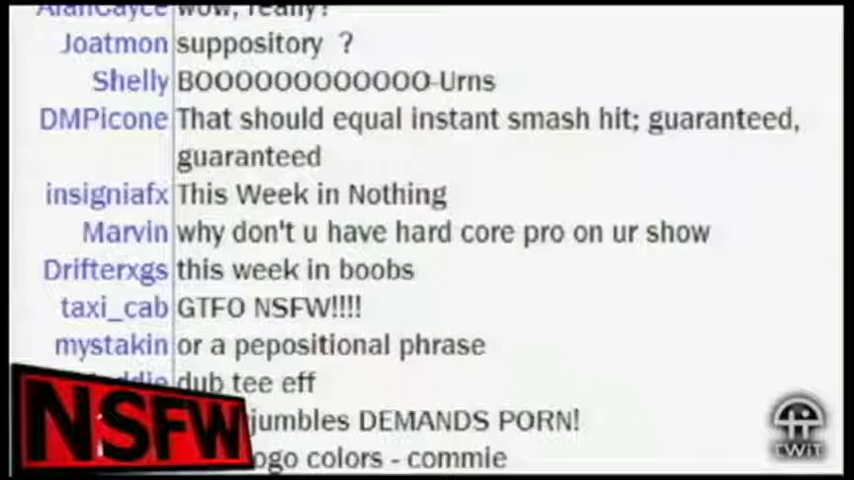 AlanCayce wow, really?
Joatmon suppository ?
Shelly BOOOOOOOOOOOO-Urns
DMPicone That should equal instant smash hit; guaranteed,
guaranteed
insigniafx This Week in Nothing
Marvin why don't u have hard core pro on ur show
Drifterxgs this week in boobs
taxi_cab GTFO NSFW!!!!
mystakin or a pepositional phrase
dub tee eff
jumbles DEMANDS PORN!
ogo colors - commie
NSFW
TWiT